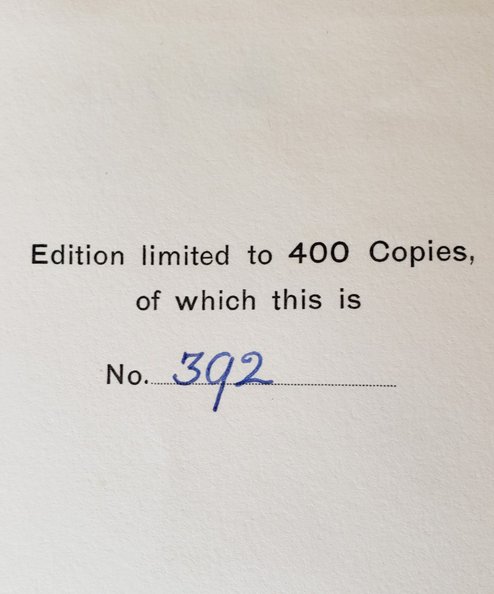 Edition limited to 400 Copies,
of which this is
No. 392